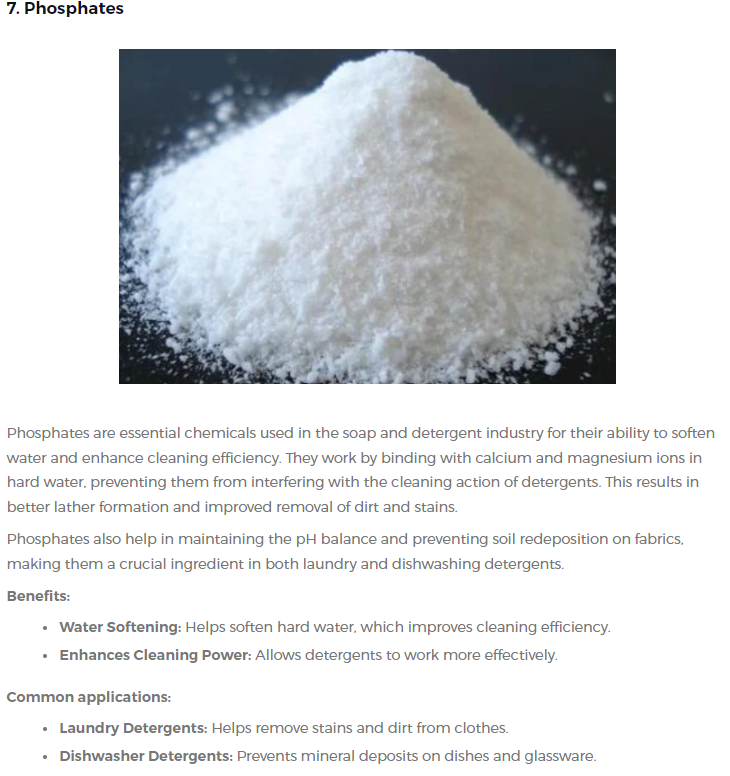 7. Phosphates
Phosphates are essential chemicals used in the soap and detergent industry for their ability to soften
water and enhance cleaning efficiency. They work by binding with calcium and magnesium ions in
hard water, preventing them from interfering with the cleaning action of detergents. This results in
better lather formation and improved removal of dirt and stains.
Phosphates also help in maintaining the pH balance and preventing soil redeposition on fabrics,
making them a crucial ingredient in both laundry and dishwashing detergents.
Benefits:
• Water Softening: Helps soften hard water, which improves cleaning efficiency.
• Enhances Cleaning Power: Allows detergents to work more effectively.
Common applications:
• Laundry Detergents: Helps remove stains and dirt from clothes.
• Dishwasher Detergents: Prevents mineral deposits on dishes and glassware.